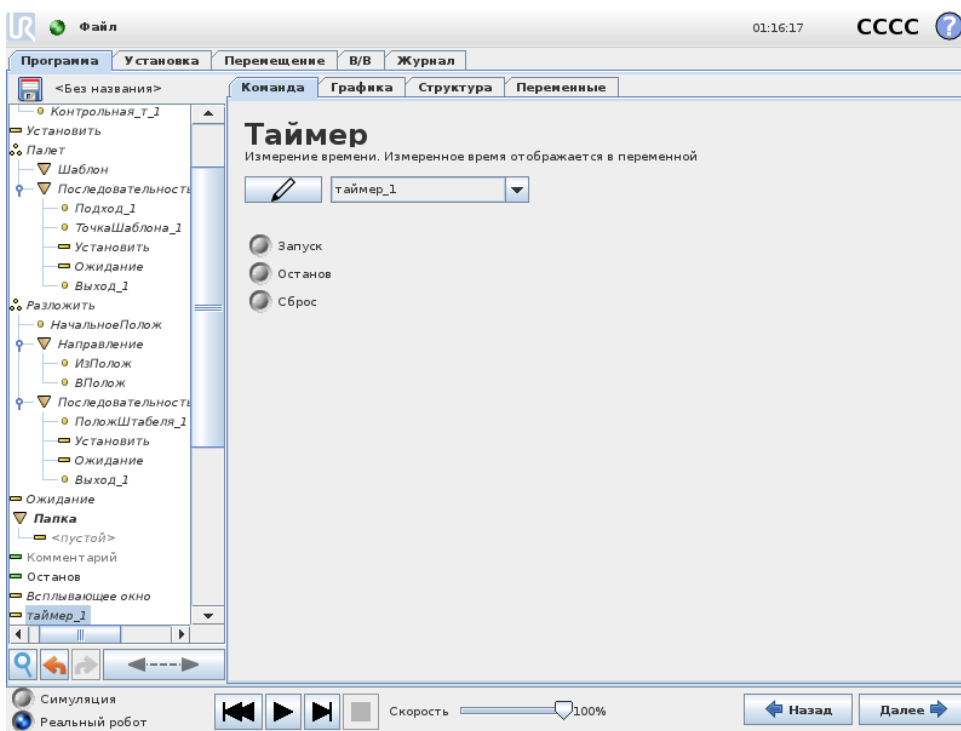 UR Файл 01:16:17 CCCC ?
Программа Установка Перемещение В/В Журнал
<Без названия>
Команда Графика Структура Переменные
Контрольная_т_1
Установить
Палет
Шаблон
Последовательность
Подход_1
ТочкаШаблона_1
Установить
Ожидание
Выход_1
Разложить
НачальноеПолож
Направление
ИзПолож
ВПолож
Последовательность
ПоложШтабеля_1
Установить
Ожидание
Выход_1
Ожидание
Папка
<пустой>
Комментарий
Останов
Всплывающее окно
таймер_1
Таймер
Измерение времени. Измеренное время отображается в переменной
таймер_1
Запуск
Останов
Сброс
Симуляция
Реальный робот
Скорость 100%
Назад Далее